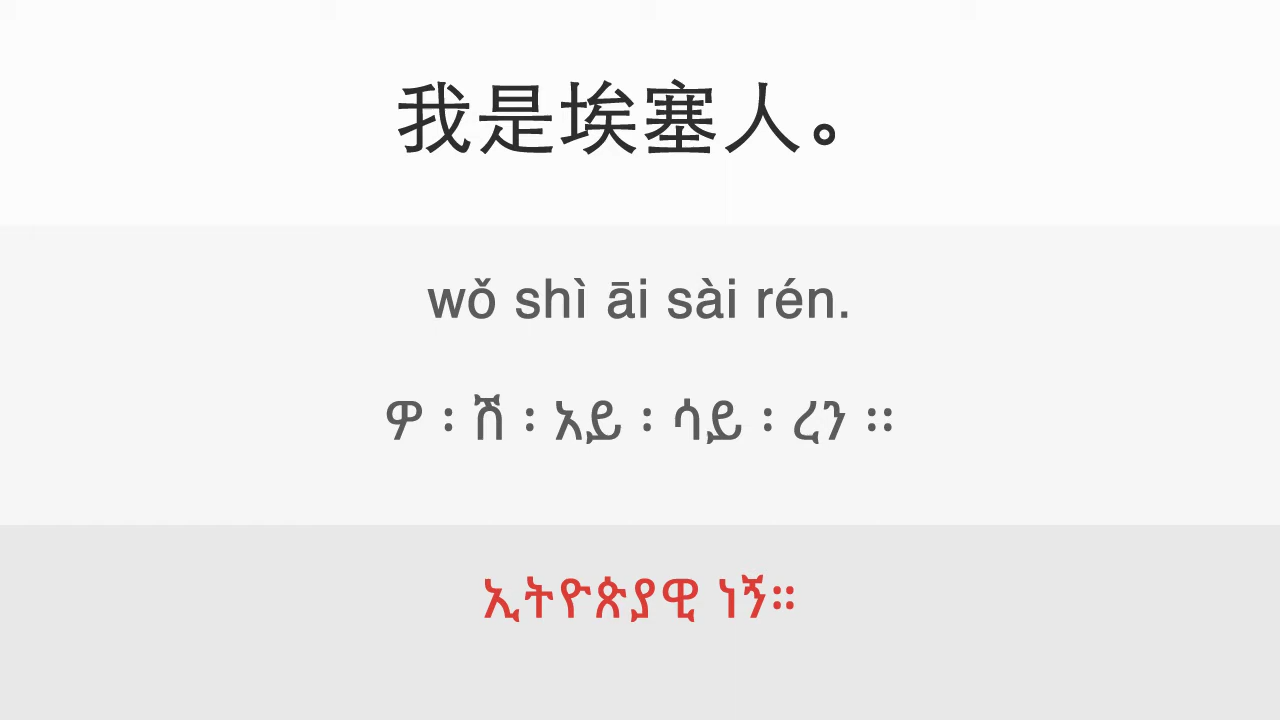 我是埃塞人。
wǒ shì āi sài rén.
ዎ ፡ ሽ ፡ አይ ፡ ሳይ ፡ ረን ፡፡
ኢትዮጵያዊ ነኝ።